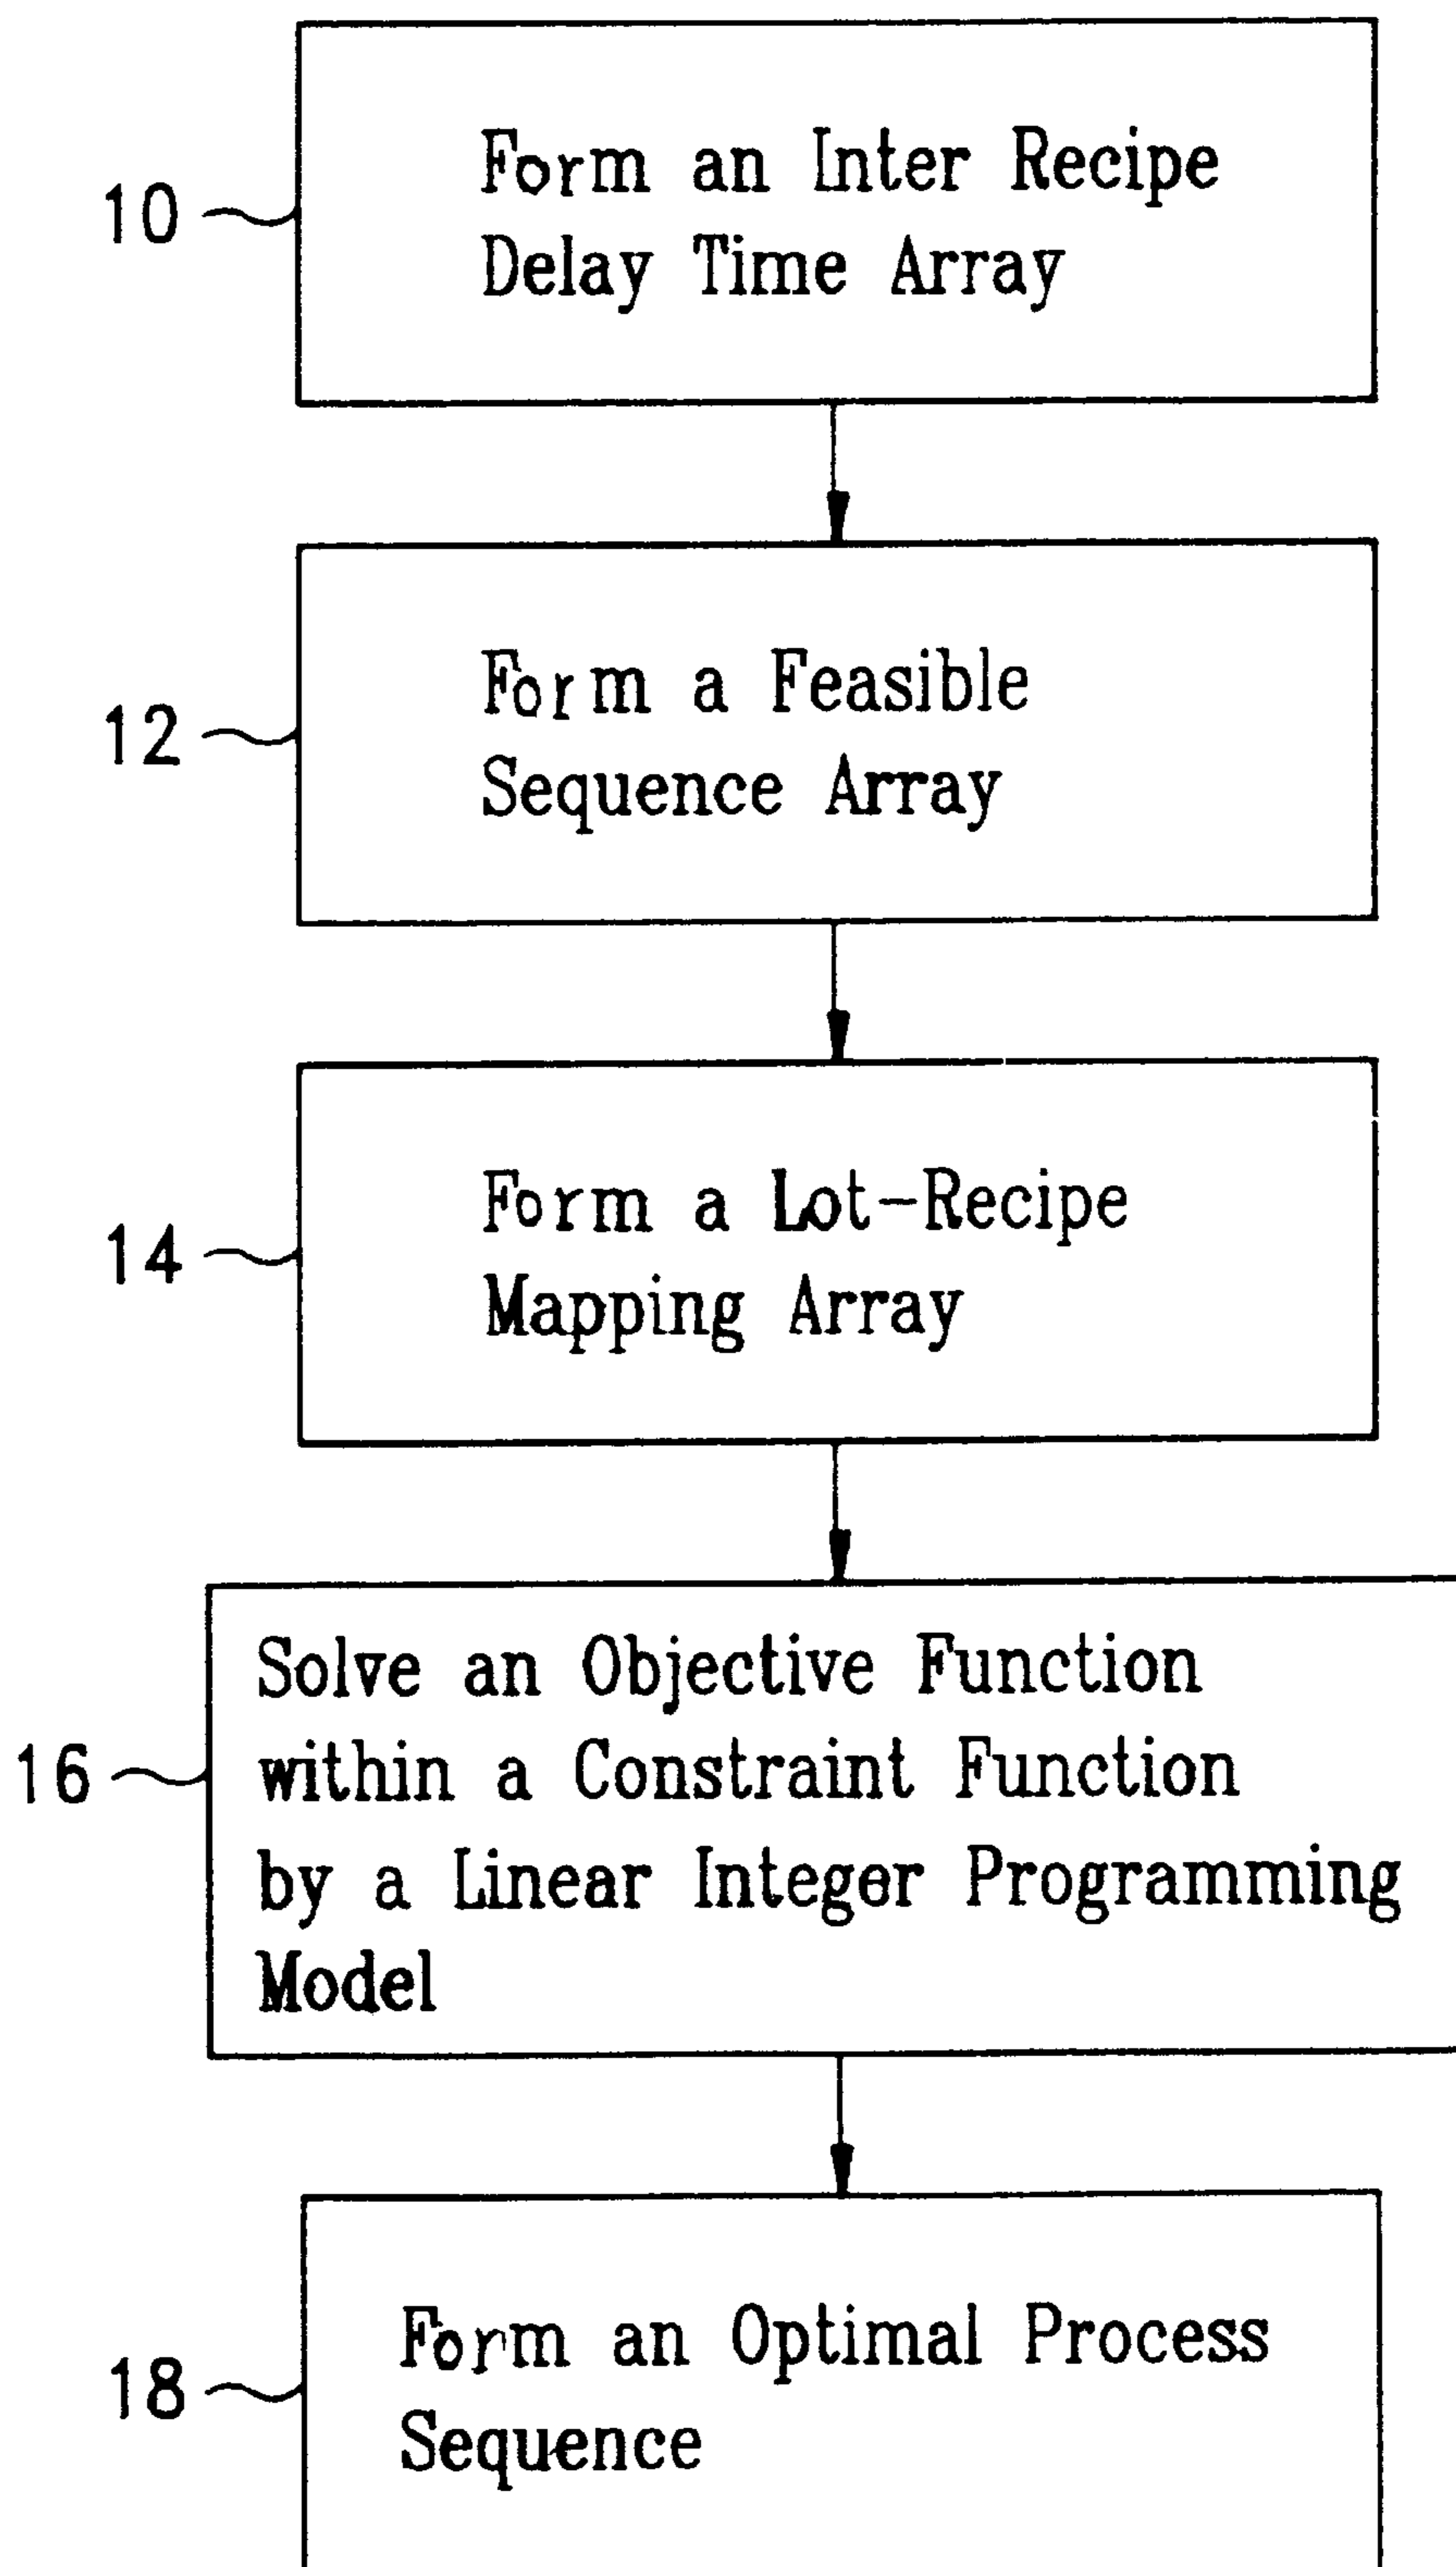 10
Form an Inter Recipe
Delay Time Array
12
Form a Feasible
Sequence Array
14
Form a Lot-Recipe
Mapping Array
16
Solve an Objective Function
within a Constraint Function
by a Linear Integer Programming
Model
18
Form an Optimal Process
Sequence